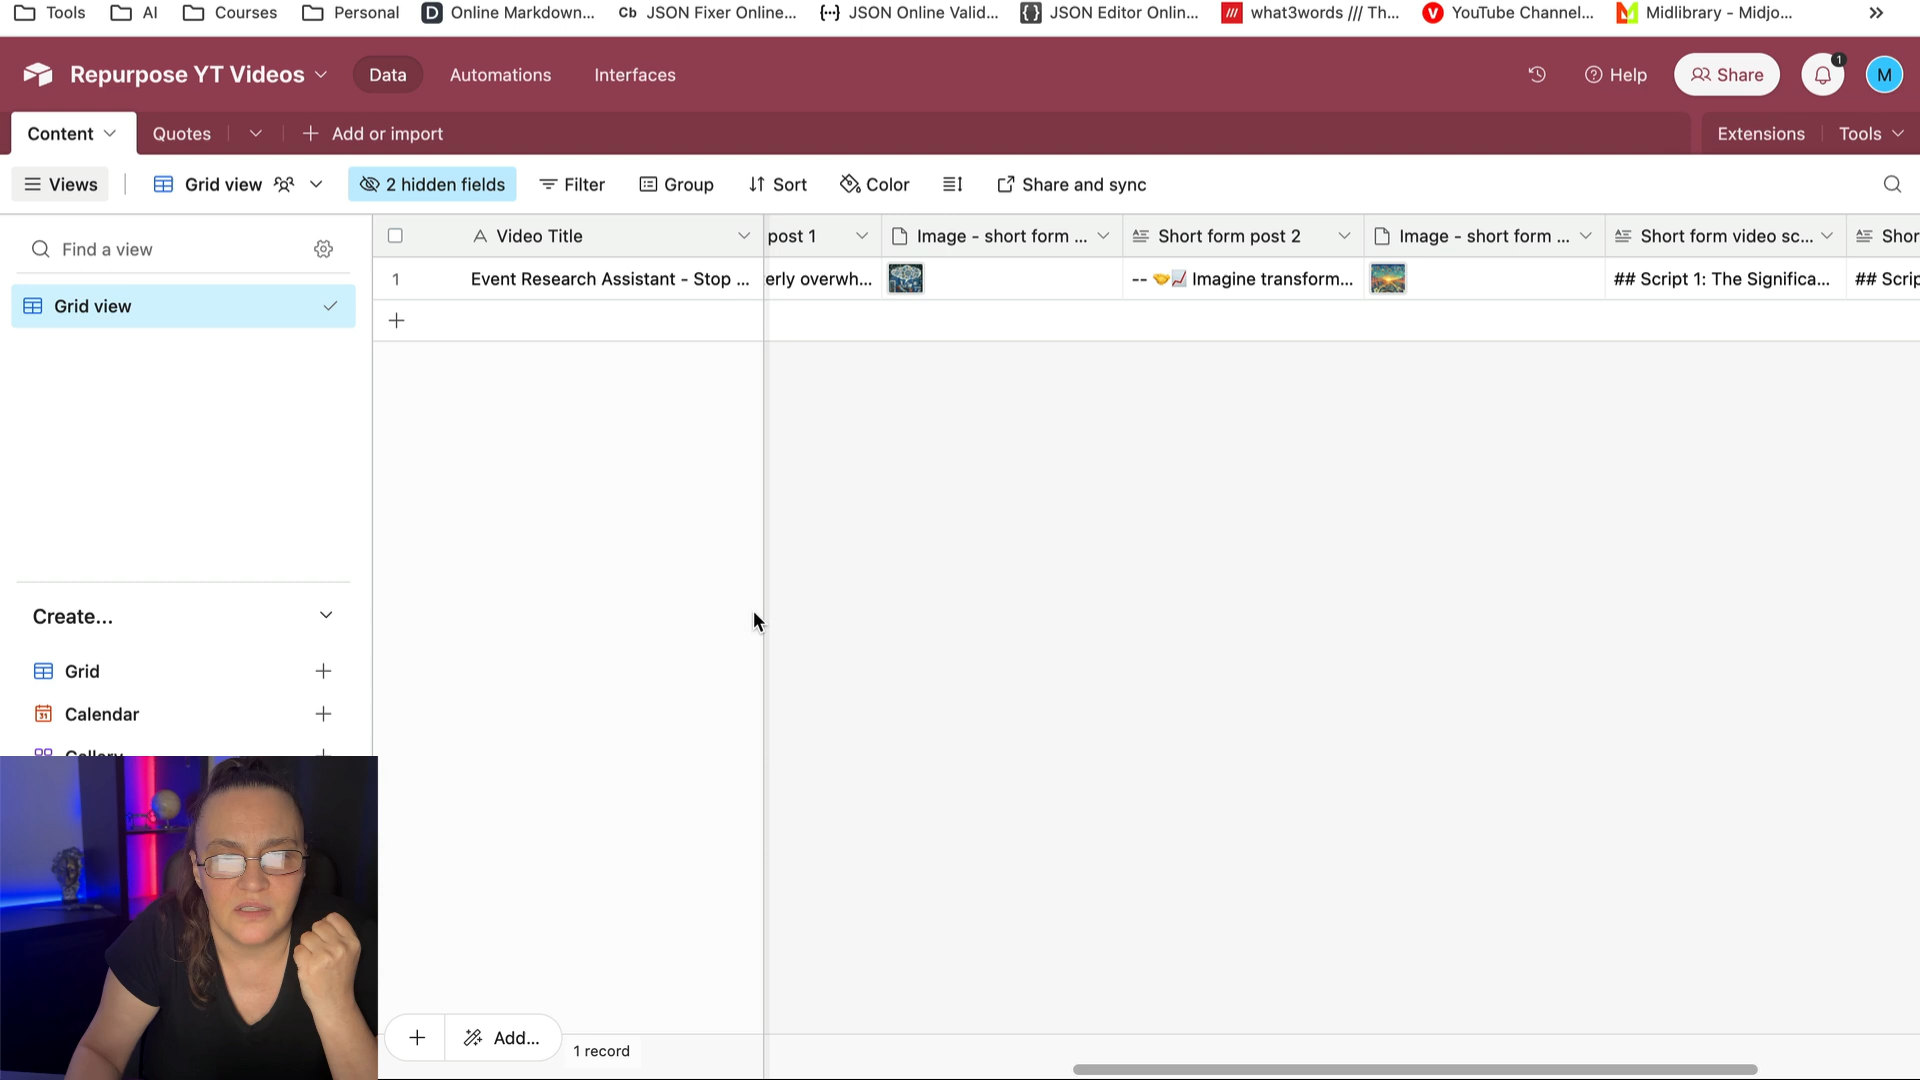 Tools AI Courses Personal D Online Markdown... Cb JSON Fixer Online... JSON Online Valid... JSON Editor Onlin... what3words /// Th... YouTube Channel... Midlibrary - Midjo... »
Repurpose YT Videos Data Automations Interfaces Help Share 1 M
Content Quotes Add or import Extensions Tools
Views Grid view 2 hidden fields Filter Group Sort Color Share and sync
Find a view
Grid view
Create...
Grid
Calendar
Gallery
Video Title post 1 Image - short form ... Short form post 2 Image - short form ... Short form video sc... Shor
1 Event Research Assistant - Stop ... erly overwh... -- 🤝📈 Imagine transform... ## Script 1: The Significa... ## Scrip
+
+ Add...
1 record